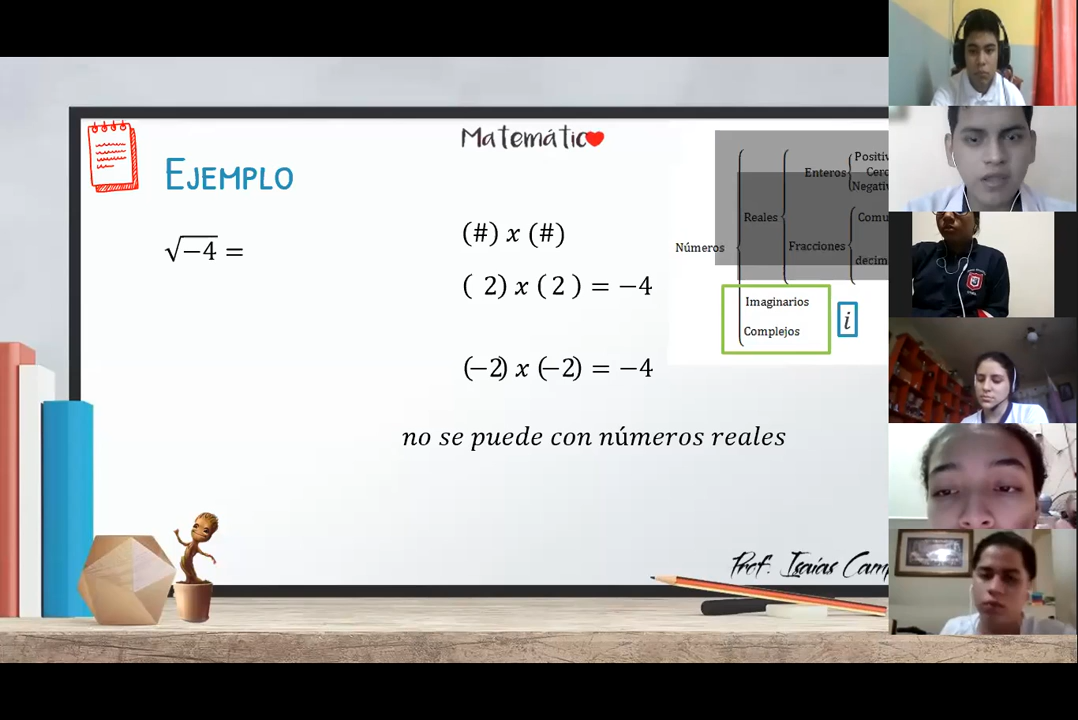 Matemátic
EJEMPLO
√−4 =
(#) x (#)
( 2) x ( 2 ) = −4
(−2) x (−2) = −4
no se puede con números reales
Números
Reales
Enteros
Fracciones
Imaginarios
Complejos
i
Prof. Isaías